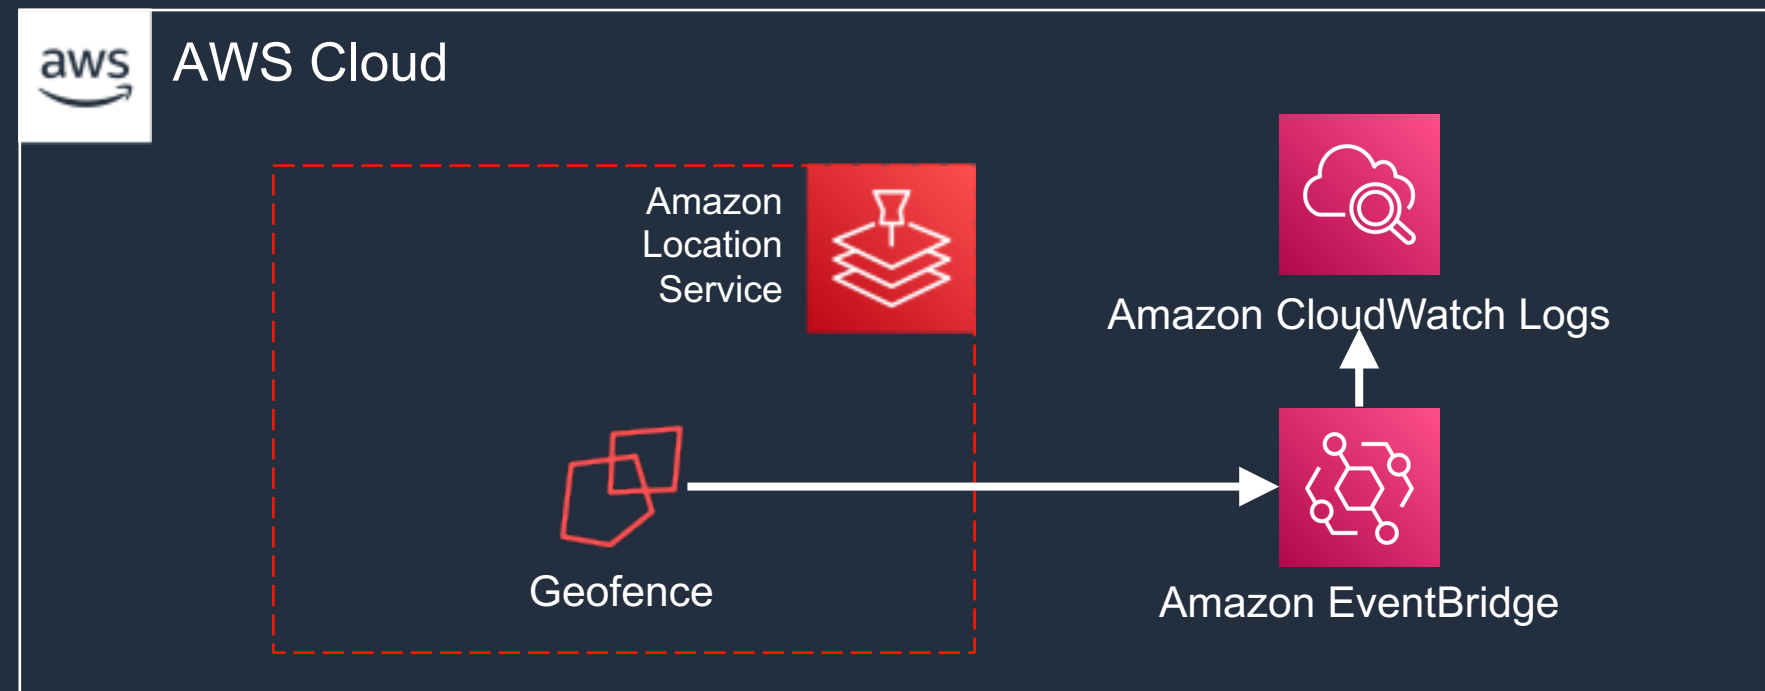 aws
AWS Cloud
Amazon
Location
Service
Amazon CloudWatch Logs
Geofence
Amazon EventBridge